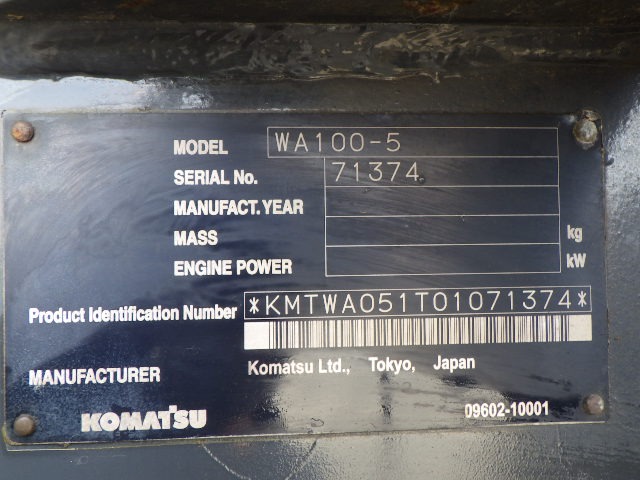 MODEL WA100-5
SERIAL No. 71374
MANUFACT. YEAR
MASS kg
ENGINE POWER kW
Product Identification Number *KMTWA051T01071374*
MANUFACTURER Komatsu Ltd., Tokyo, Japan
KOMATSU 09602-10001